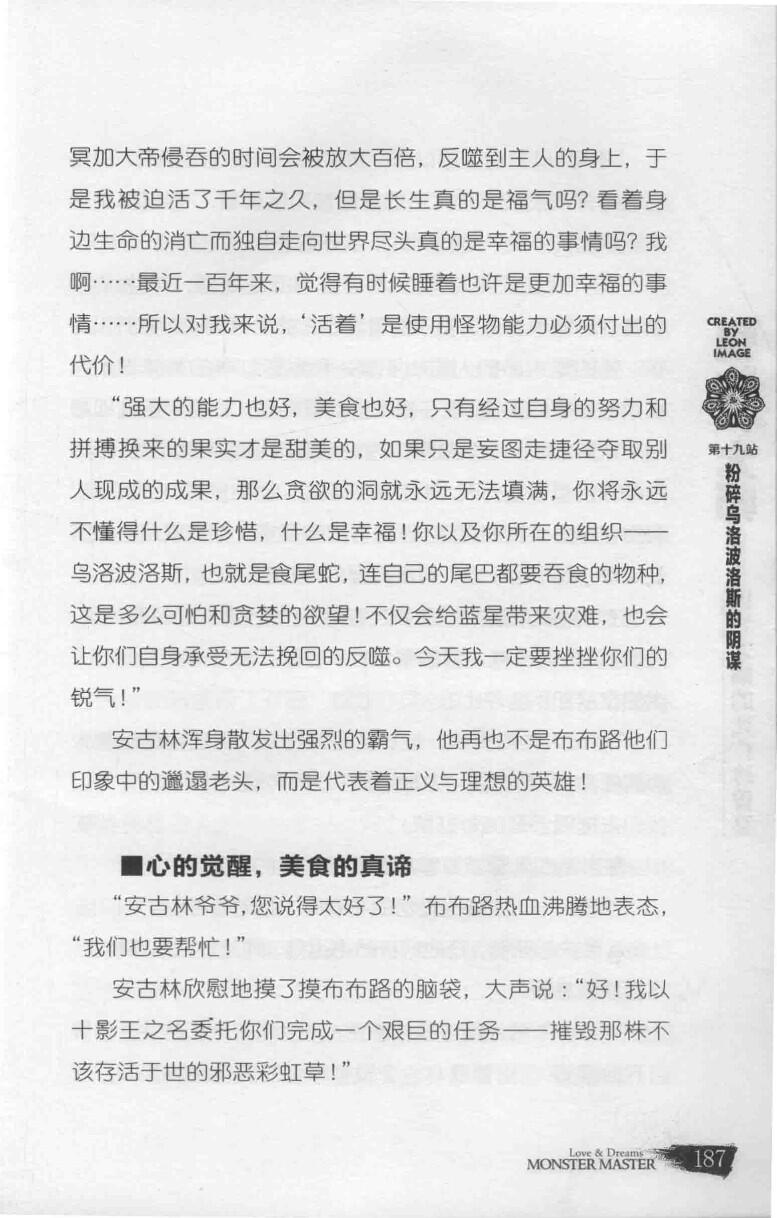 冥加大帝侵吞的时间会被放大百倍，反噬到主人的身上，于
是我被迫活了千年之久，但是长生真的是福气吗？看着身
边生命的消亡而独自走向世界尽头真的是幸福的事情吗？我
啊……最近一百年来，觉得有时候睡着也许是更加幸福的事
情……所以对我来说，‘活着’是使用怪物能力必须付出的
代价！
“强大的能力也好，美食也好，只有经过自身的努力和
拼搏换来的果实才是甜美的，如果只是妄图走捷径夺取别
人现成的成果，那么贪欲的洞就永远无法填满，你将永远
不懂得什么是珍惜，什么是幸福！你以及你所在的组织——
乌洛波洛斯，也就是食尾蛇，连自己的尾巴都要吞食的物种，
这是多么可怕和贪婪的欲望！不仅会给蓝星带来灾难，也会
让你们自身承受无法挽回的反噬。今天我一定要挫挫你们的
锐气！”
安古林浑身散发出强烈的霸气，他再也不是布布路他们
印象中的邋遢老头，而是代表着正义与理想的英雄！
■心的觉醒，美食的真谛
“安古林爷爷，您说得太好了！”布布路热血沸腾地表态，
“我们也要帮忙！”
安古林欣慰地摸了摸布布路的脑袋，大声说：“好！我以
十影王之名委托你们完成一个艰巨的任务——摧毁那株不
该存活于世的邪恶彩虹草！”
CREATED
BY
LEON
IMAGE
第十九站
粉碎乌洛波洛斯的阴谋
Love & Dreams
MONSTER MASTER
187